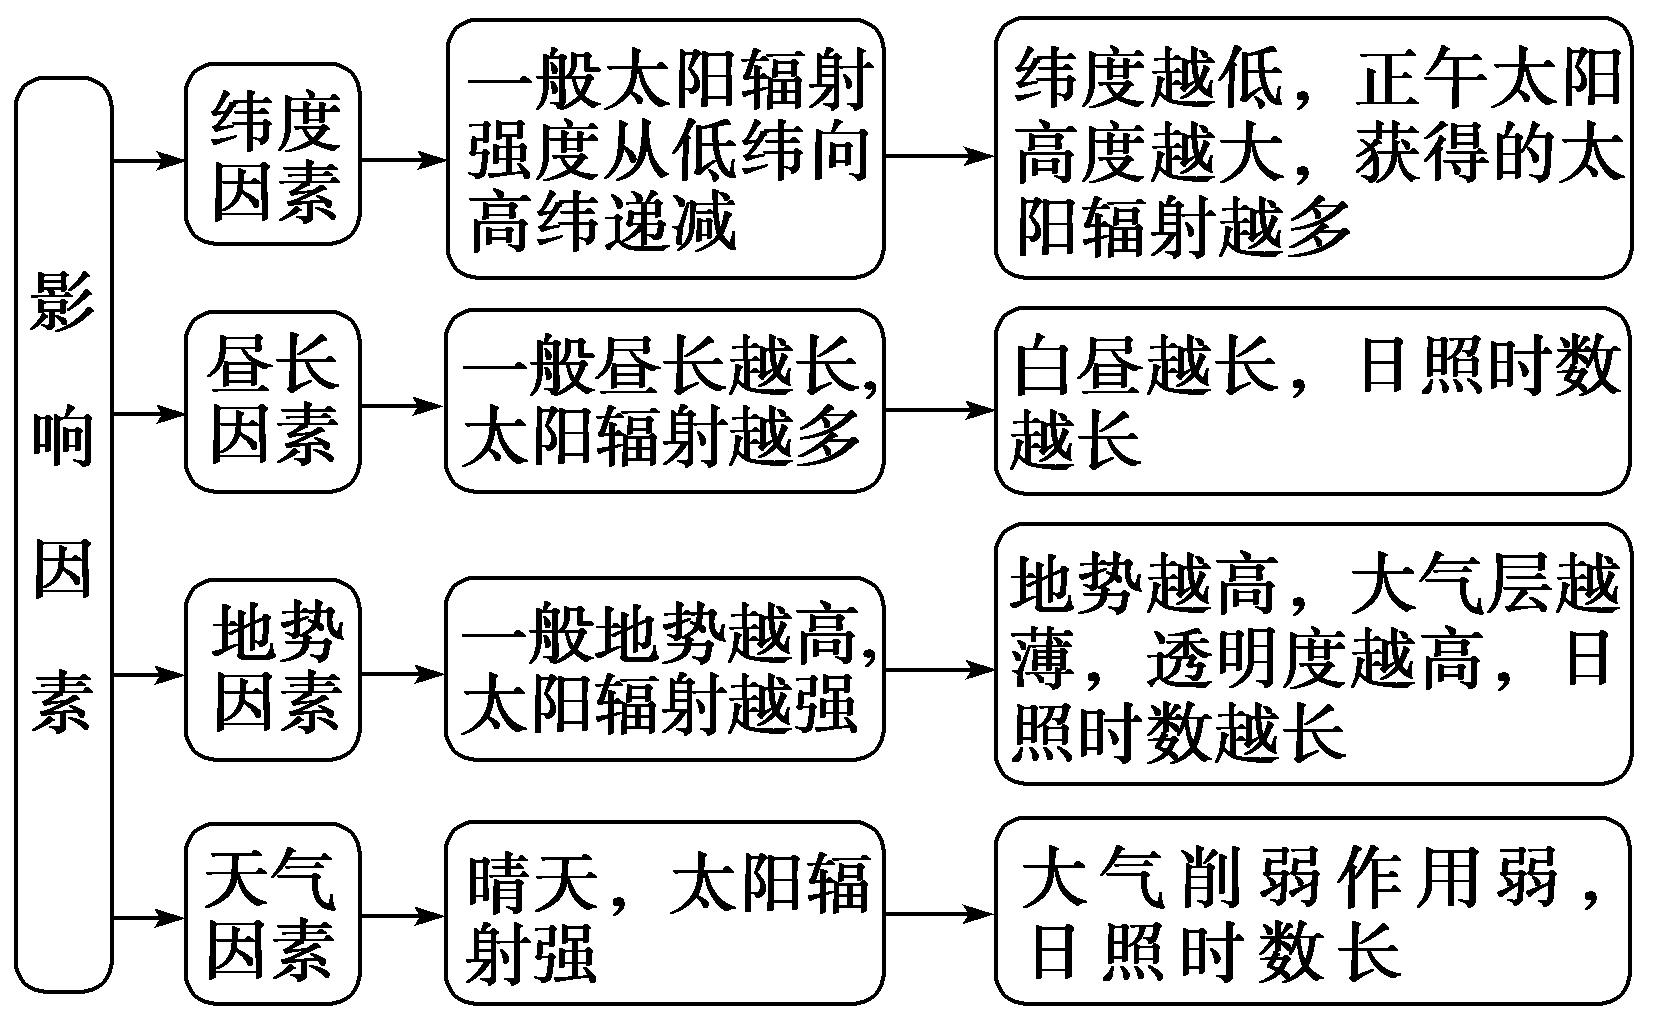 影响因素
纬度
因素
一般太阳辐射
强度从低纬向
高纬递减
纬度越低，正午太阳
高度越大，获得的太
阳辐射越多
昼长
因素
一般昼长越长，
太阳辐射越多
白昼越长，日照时数
越长
地势
因素
一般地势越高，
太阳辐射越强
地势越高，大气层越
薄，透明度越高，日
照时数越长
天气
因素
晴天，太阳辐
射强
大气削弱作用弱，
日照时数长